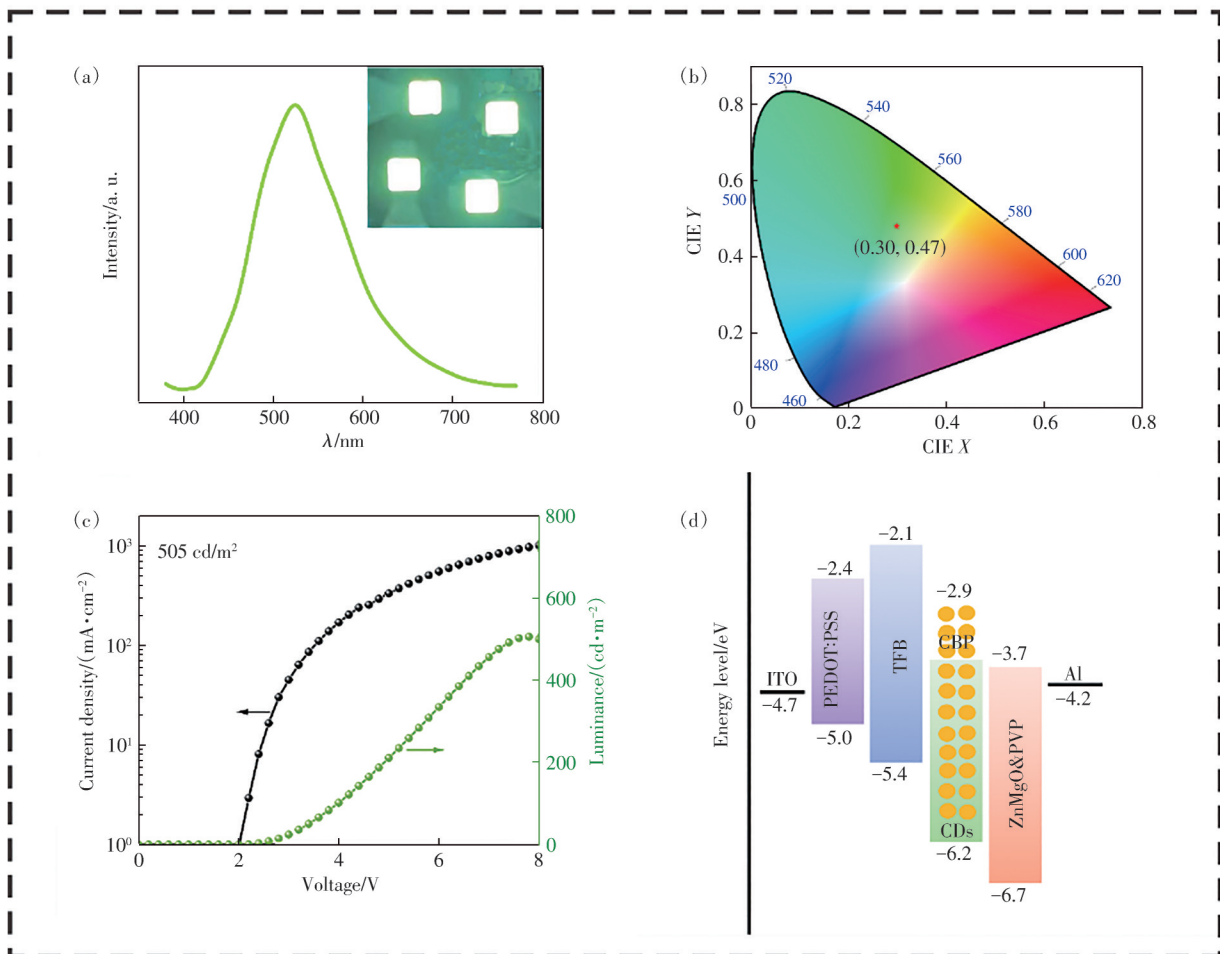 (a)
Intensity/a. u.
400 500 600 700 800
λ/nm
(b)
CIE Y
0.8
0.6
0.4
0.2
0
520
540
560
500
580
(0.30, 0.47)
600
620
480
460
0 0.2 0.4 0.6 0.8
CIE X
(c)
Current density/(mA·cm⁻²)
10³
10²
10¹
10⁰
505 cd/m²
800
600
400
200
0
Luminance/(cd·m⁻²)
0 2 4 6 8
Voltage/V
(d)
Energy level/eV
ITO
−4.7
−2.4
PEDOT:PSS
−5.0
−2.1
TFB
−5.4
−2.9
CBP
CDs
−6.2
−3.7
ZnMgO&PVP
−6.7
Al
−4.2